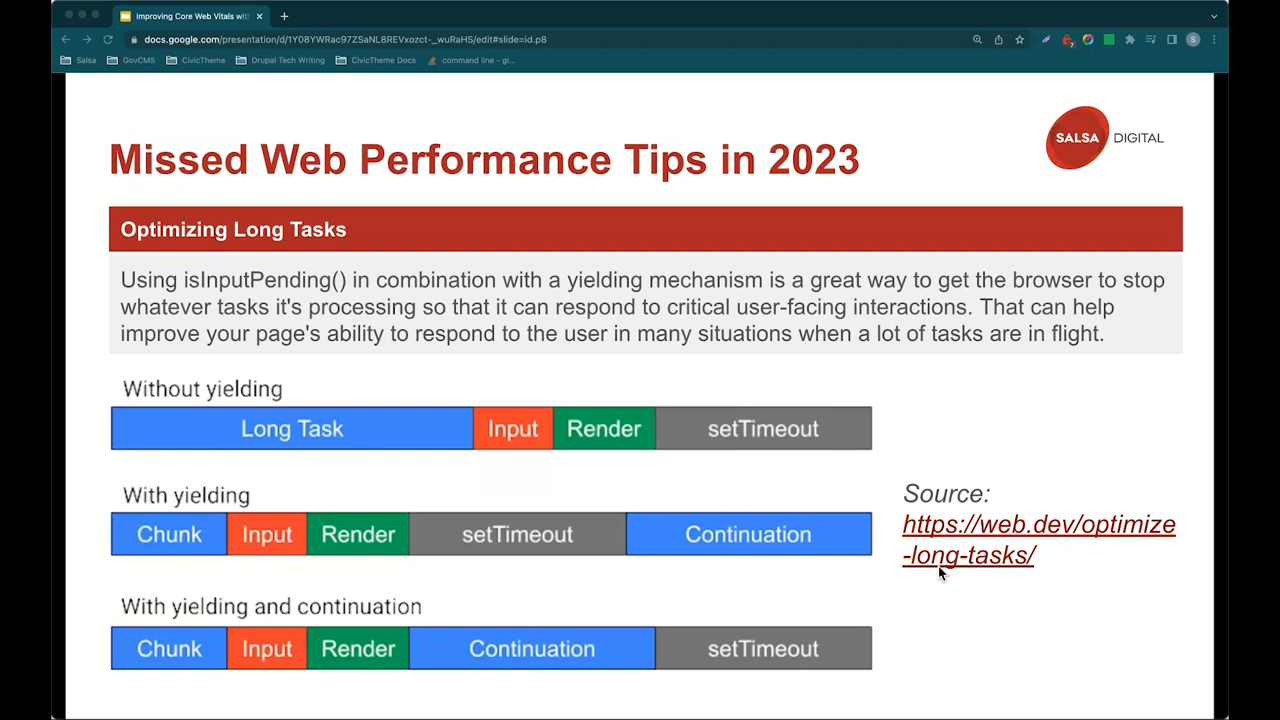 Improving Core Web Vitals with
docs.google.com/presentation/d/1Y08YWRac97ZSaNL8REVxozct-_wuRaHS/edit#slide=id.p8
Salsa GovCMS CivicTheme Drupal Tech Writing CivicTheme Docs command line - gi...
SALSA DIGITAL
Missed Web Performance Tips in 2023
Optimizing Long Tasks
Using isInputPending() in combination with a yielding mechanism is a great way to get the browser to stop
whatever tasks it's processing so that it can respond to critical user-facing interactions. That can help
improve your page's ability to respond to the user in many situations when a lot of tasks are in flight.
Without yielding
Long Task Input Render setTimeout
With yielding
Chunk Input Render setTimeout Continuation
Source:
https://web.dev/optimize
-long-tasks/
With yielding and continuation
Chunk Input Render Continuation setTimeout